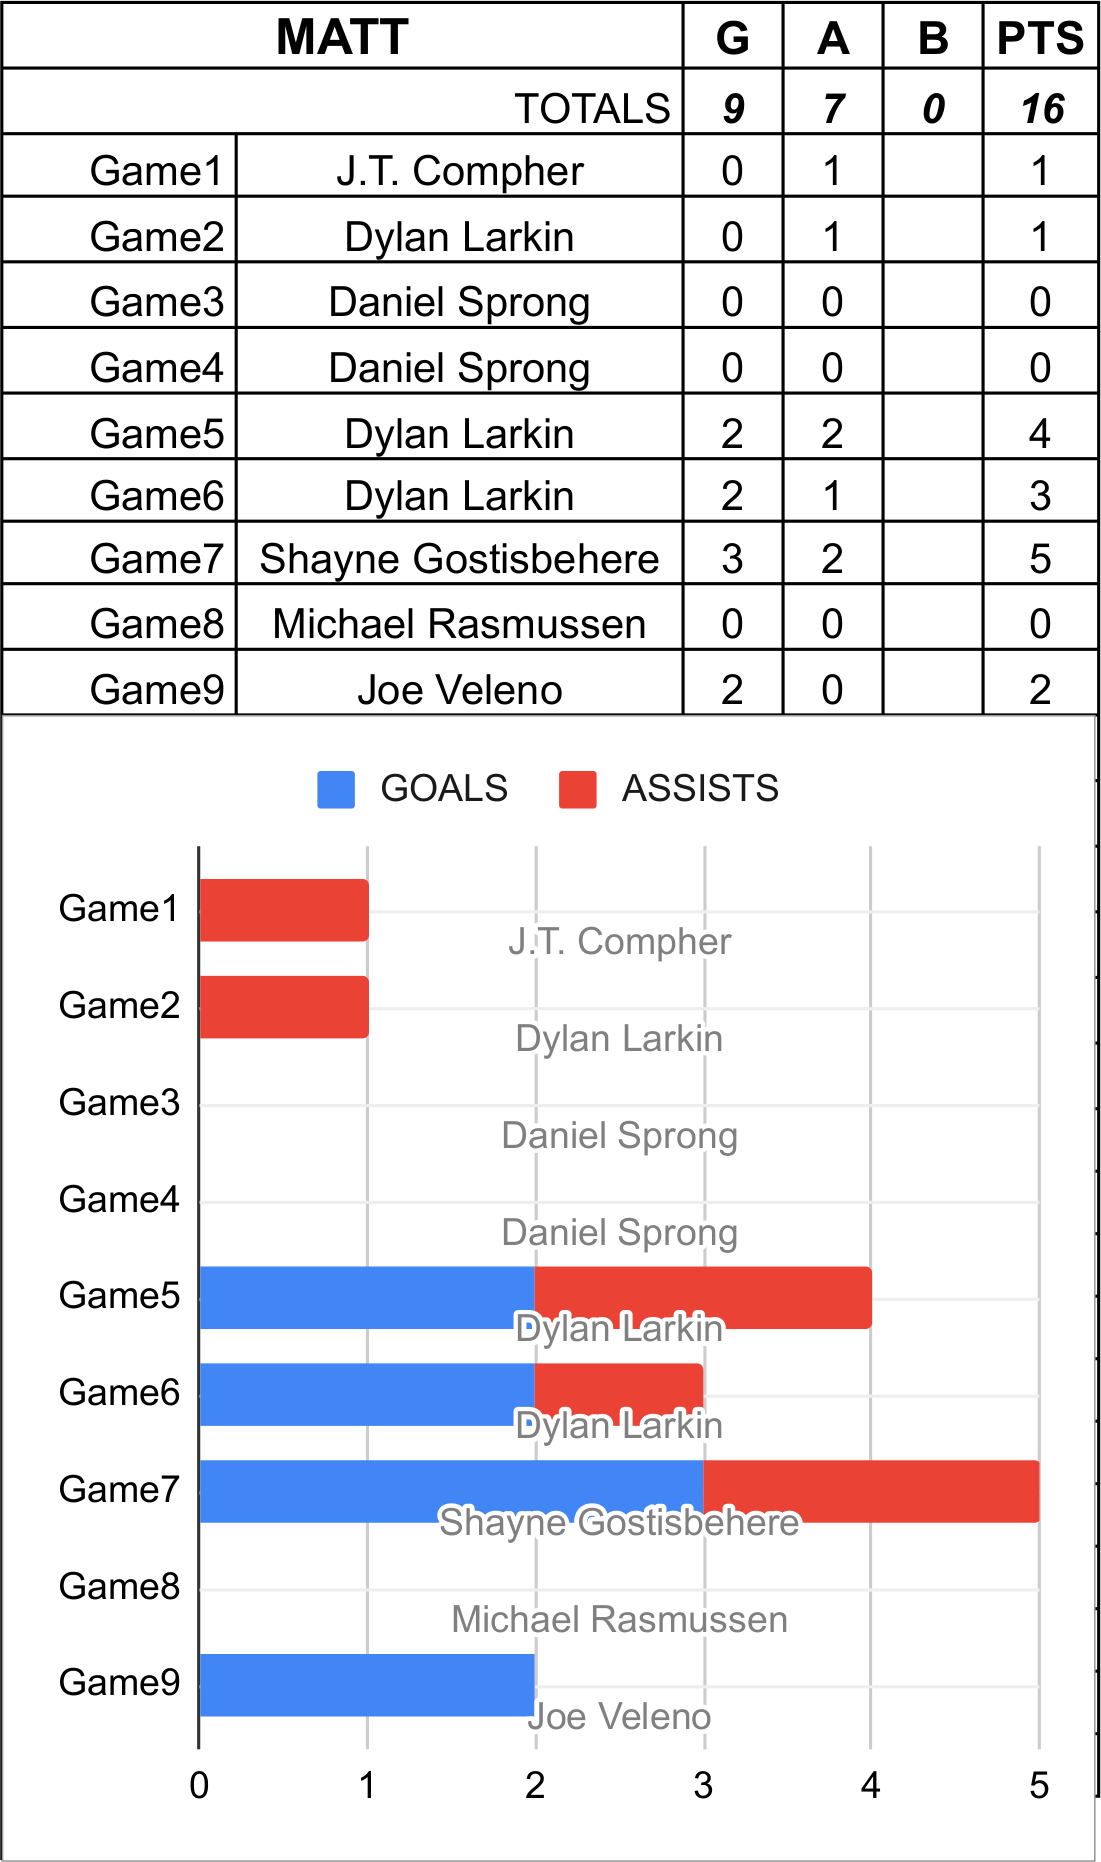 MATT G A B PTS
TOTALS 9 7 0 16
Game1 J.T. Compher 0 1 1
Game2 Dylan Larkin 0 1 1
Game3 Daniel Sprong 0 0 0
Game4 Daniel Sprong 0 0 0
Game5 Dylan Larkin 2 2 4
Game6 Dylan Larkin 2 1 3
Game7 Shayne Gostisbehere 3 2 5
Game8 Michael Rasmussen 0 0 0
Game9 Joe Veleno 2 0 2
GOALS ASSISTS
Game1
J.T. Compher
Game2
Dylan Larkin
Game3
Daniel Sprong
Game4
Daniel Sprong
Game5
Dylan Larkin
Game6
Dylan Larkin
Game7
Shayne Gostisbehere
Game8
Michael Rasmussen
Game9
Joe Veleno
0 1 2 3 4 5